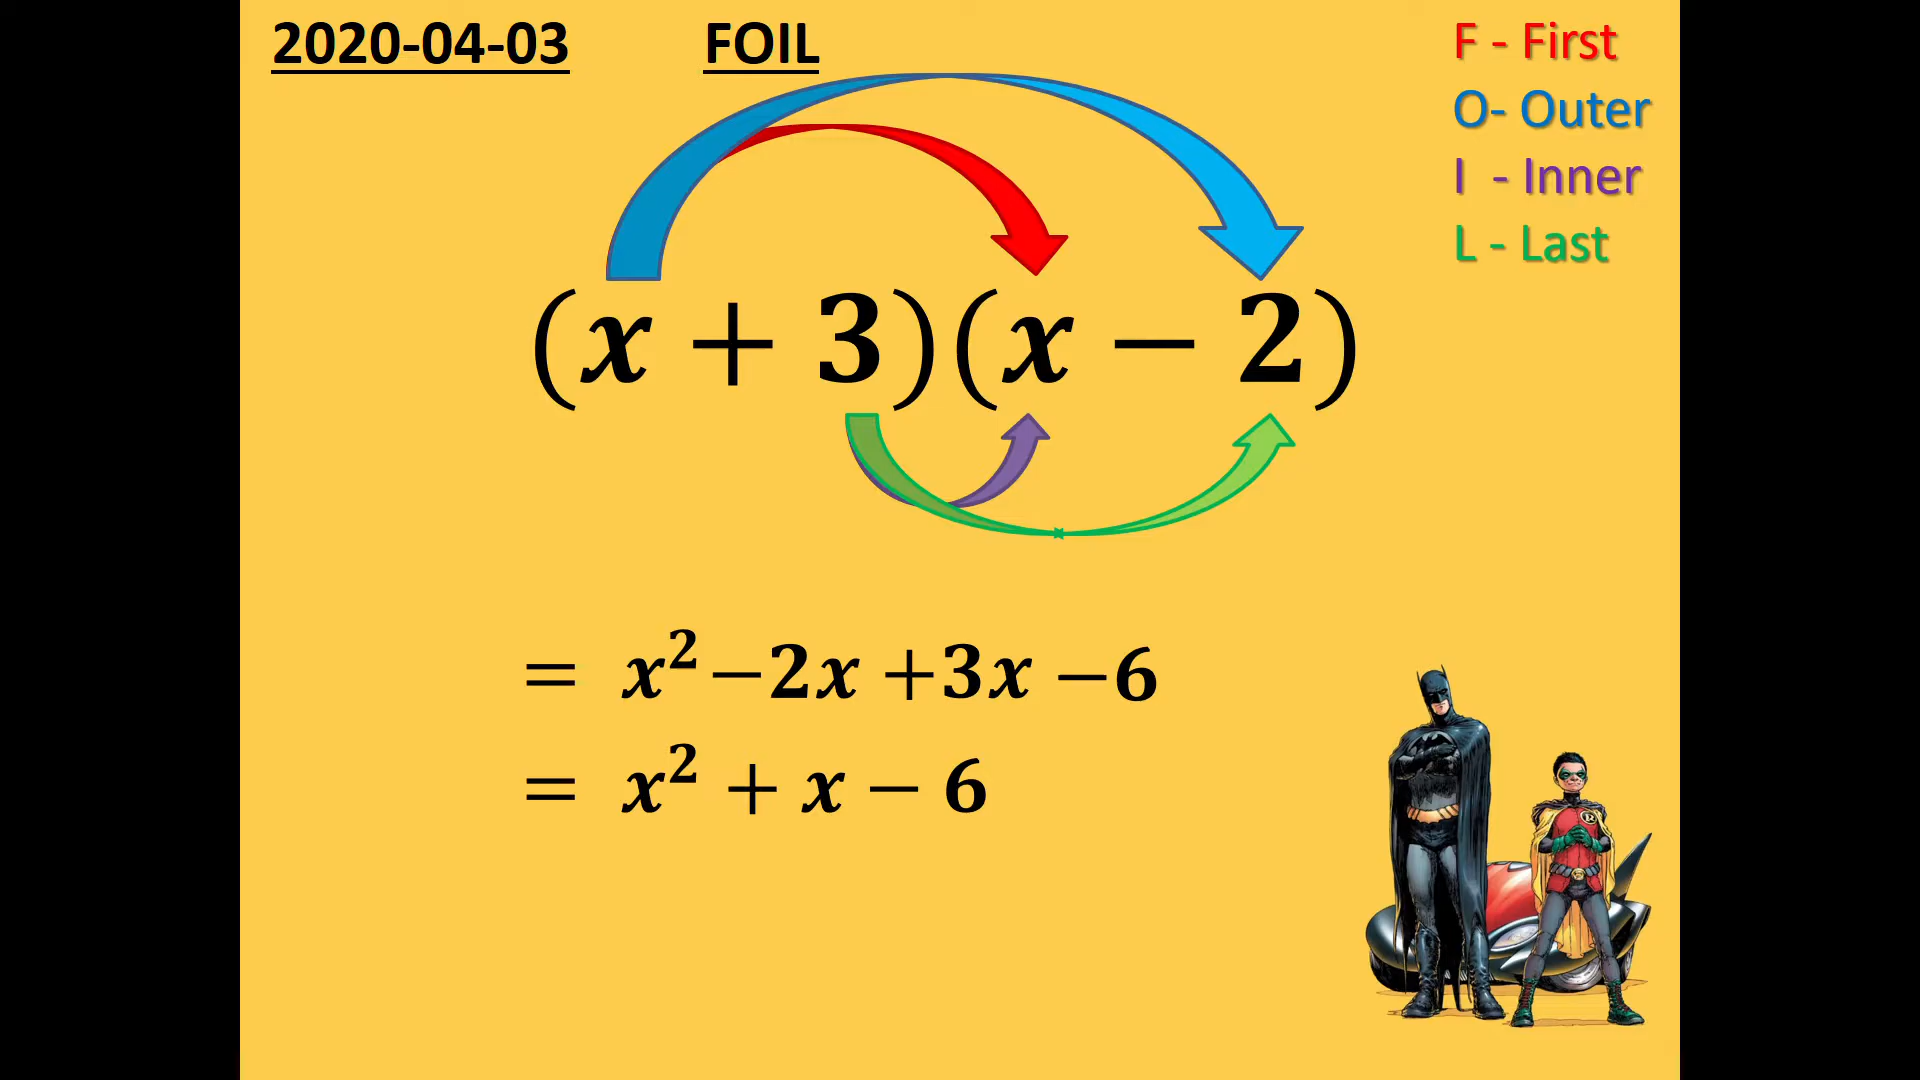 2020-04-03 FOIL
F - First
O- Outer
I - Inner
L - Last
(x + 3)(x − 2)
= x² −2x +3x −6
= x² + x − 6
R